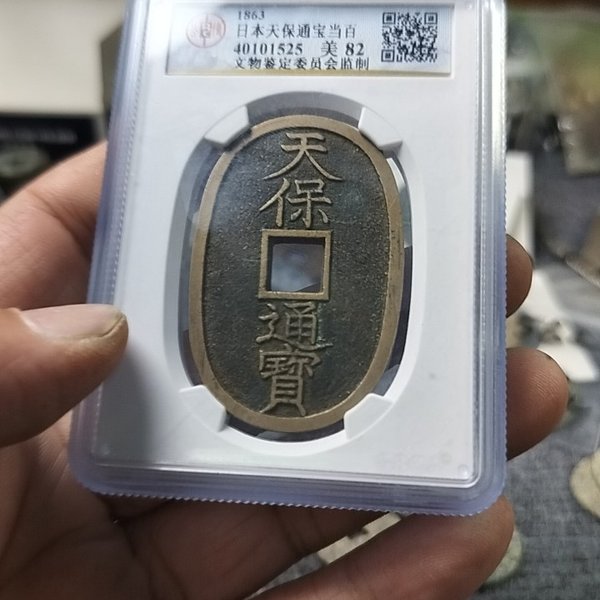 1863
日本天保通宝当百
40101525 美 82
文物鉴定委员会监制
天
保
通
寶